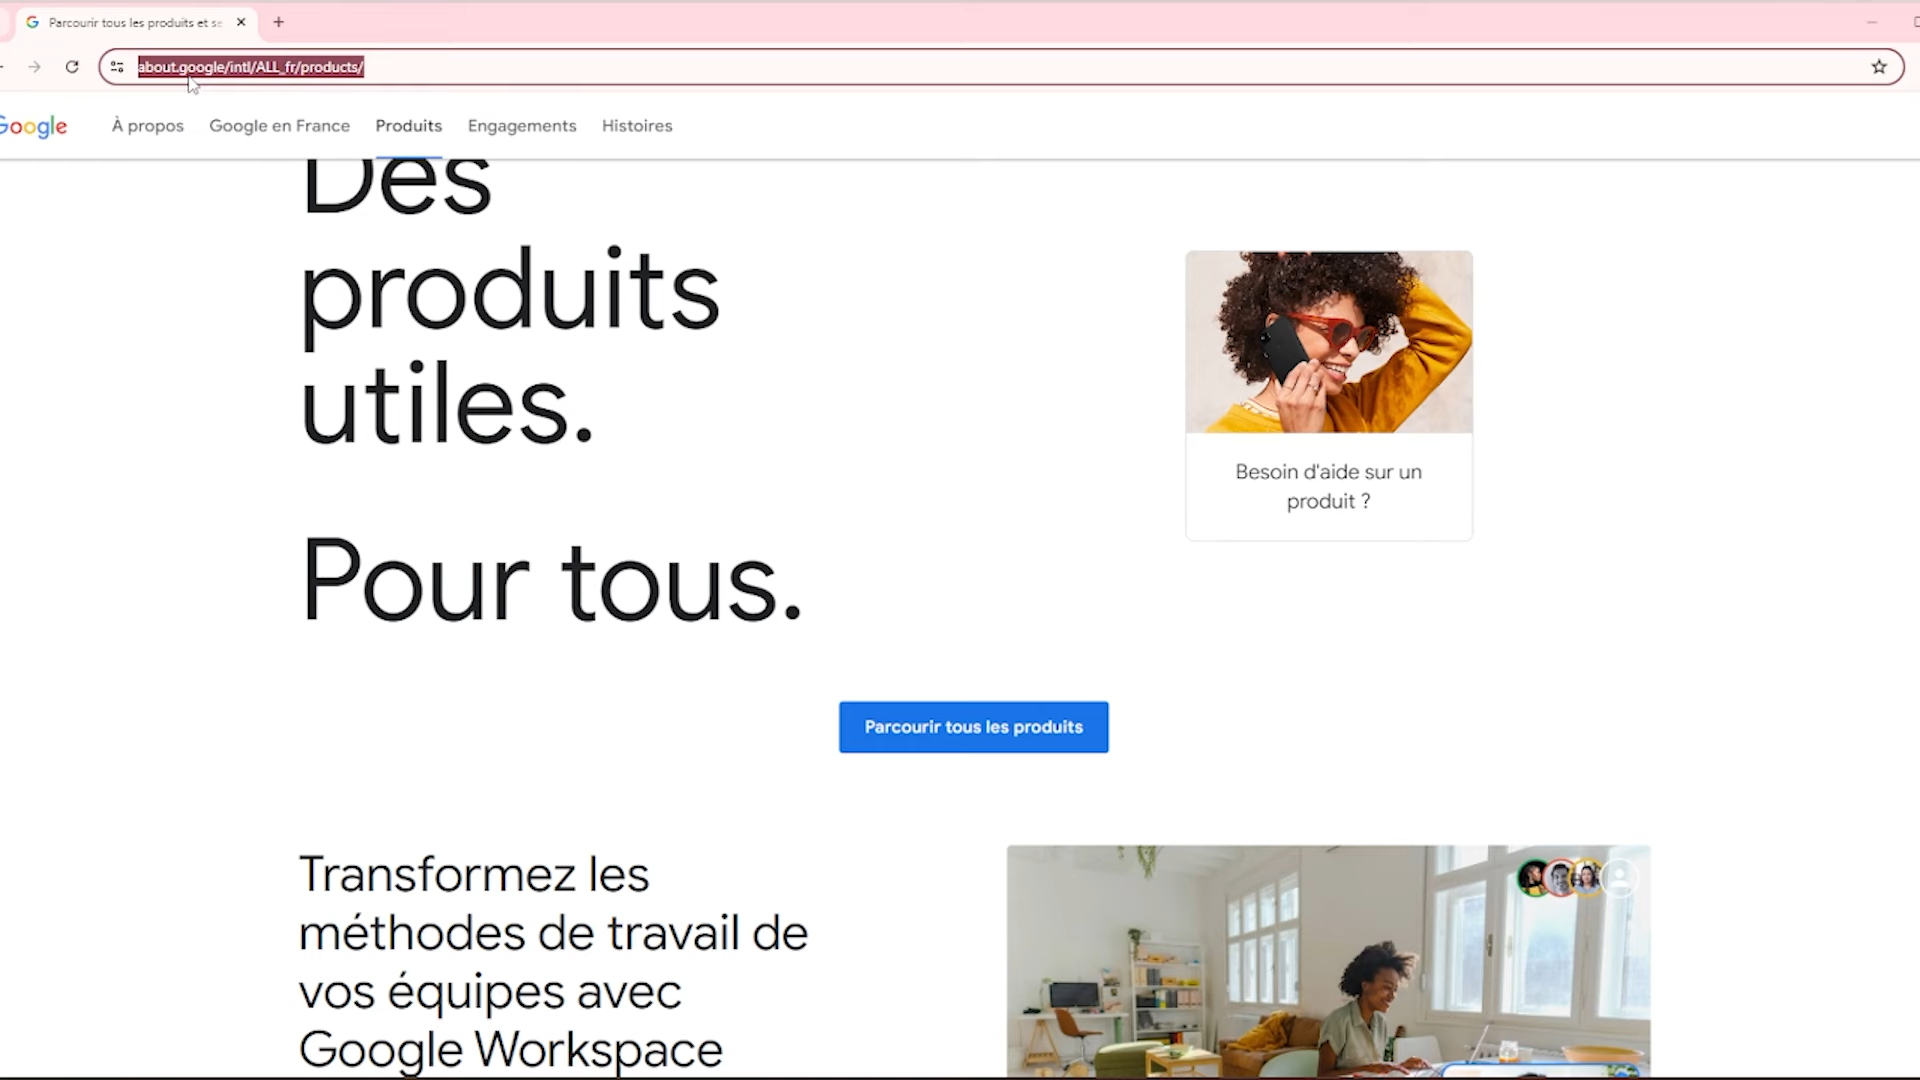 Parcourir tous les produits et se
about.google/intl/ALL_fr/products/
Google
À propos
Google en France
Produits
Engagements
Histoires
Des
produits
utiles.
Pour tous.
Besoin d'aide sur un
produit ?
Parcourir tous les produits
Transformez les
méthodes de travail de
vos équipes avec
Google Workspace